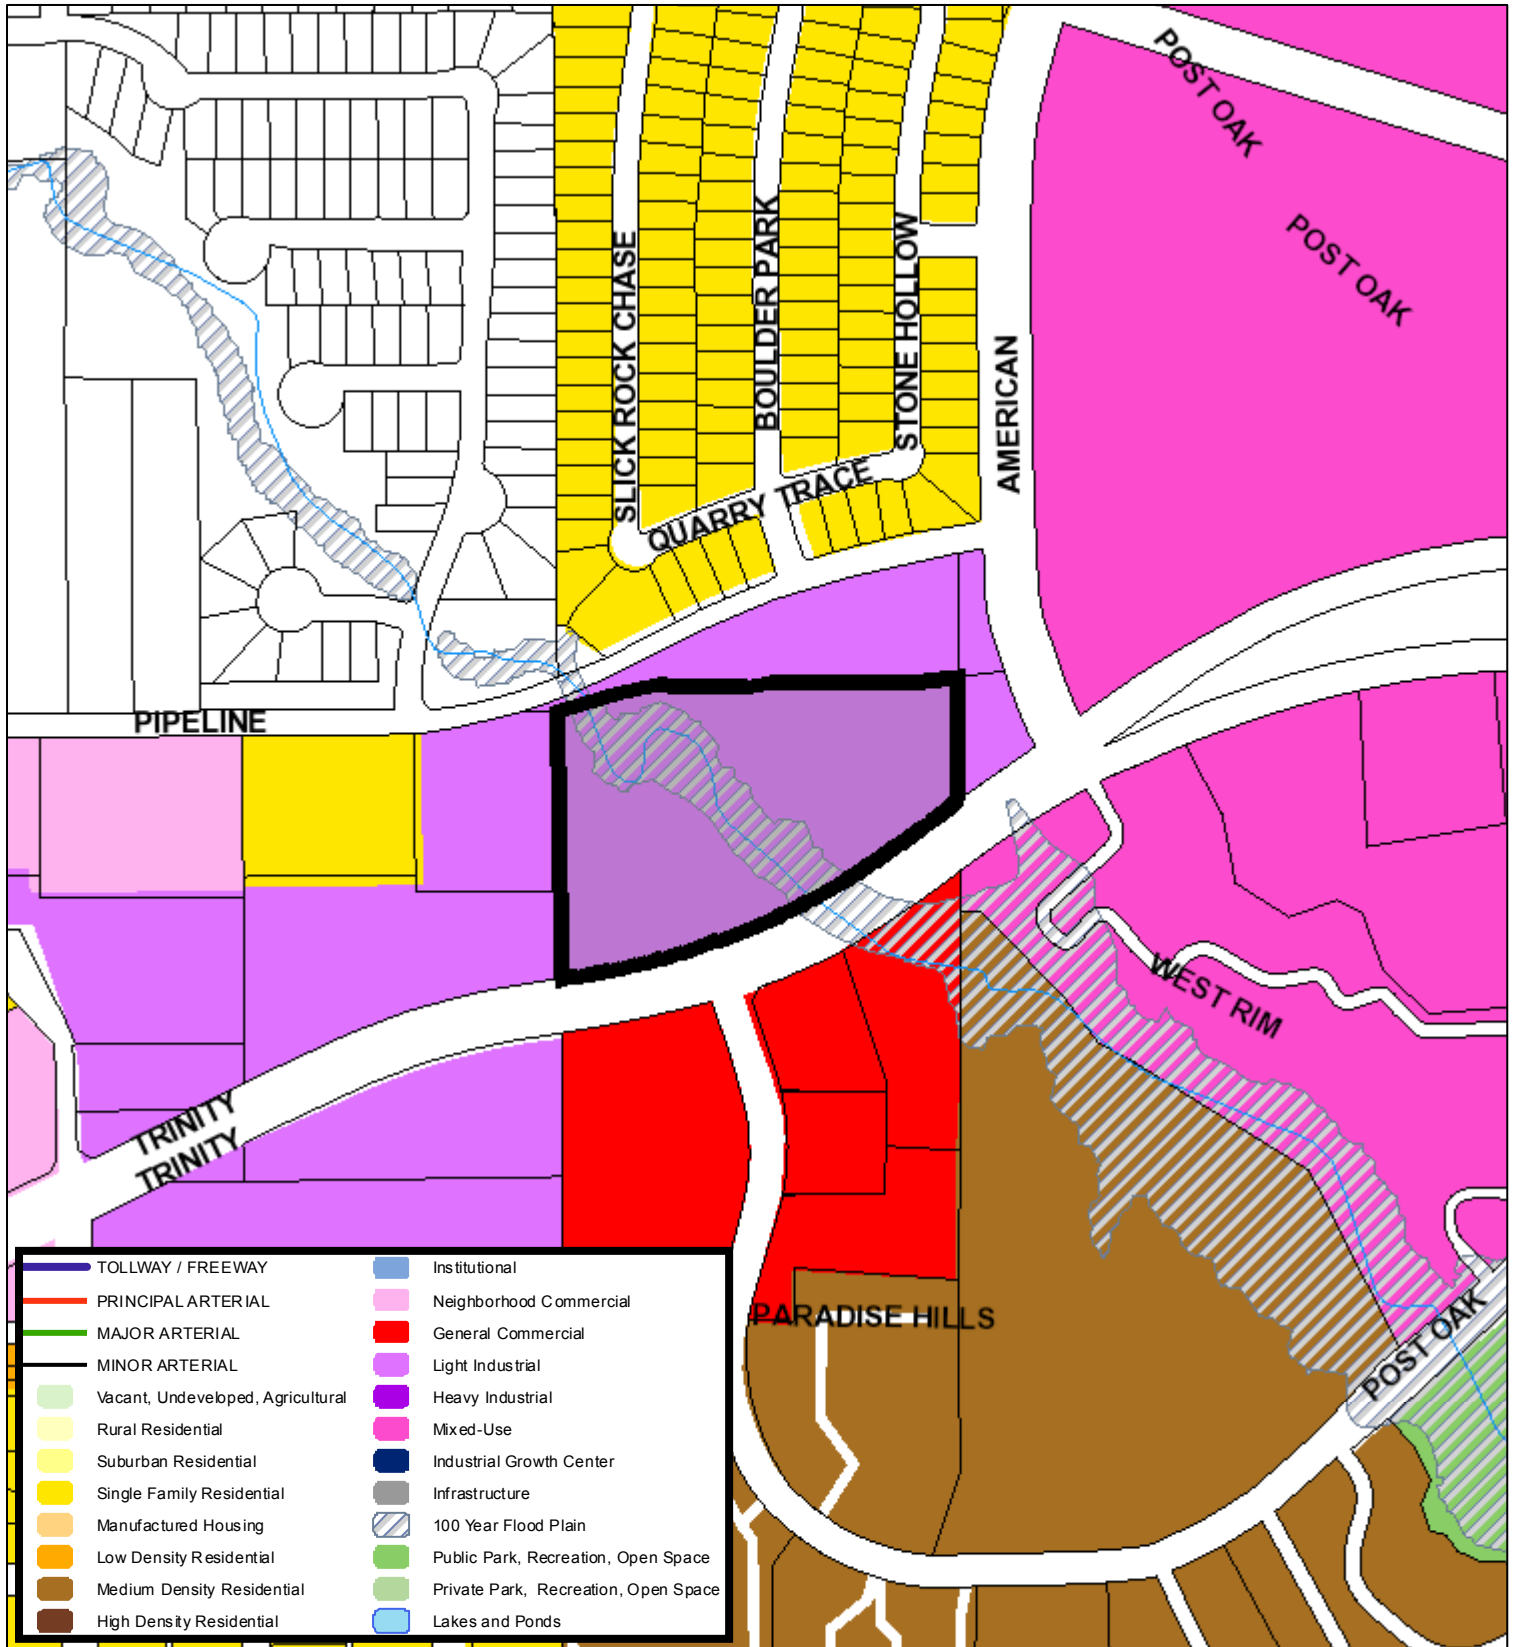 POST OAK
POST OAK
SLICK ROCK CHASE
BOULDER PARK
STONE HOLLOW
AMERICAN
QUARRY TRACE
PIPELINE
WEST RIM
TRINITY
TRINITY
PARADISE HILLS
POST OAK
TOLLWAY / FREEWAY
PRINCIPAL ARTERIAL
MAJOR ARTERIAL
MINOR ARTERIAL
Vacant, Undeveloped, Agricultural
Rural Residential
Suburban Residential
Single Family Residential
Manufactured Housing
Low Density Residential
Medium Density Residential
High Density Residential
Institutional
Neighborhood Commercial
General Commercial
Light Industrial
Heavy Industrial
Mixed-Use
Industrial Growth Center
Infrastructure
100 Year Flood Plain
Public Park, Recreation, Open Space
Private Park, Recreation, Open Space
Lakes and Ponds